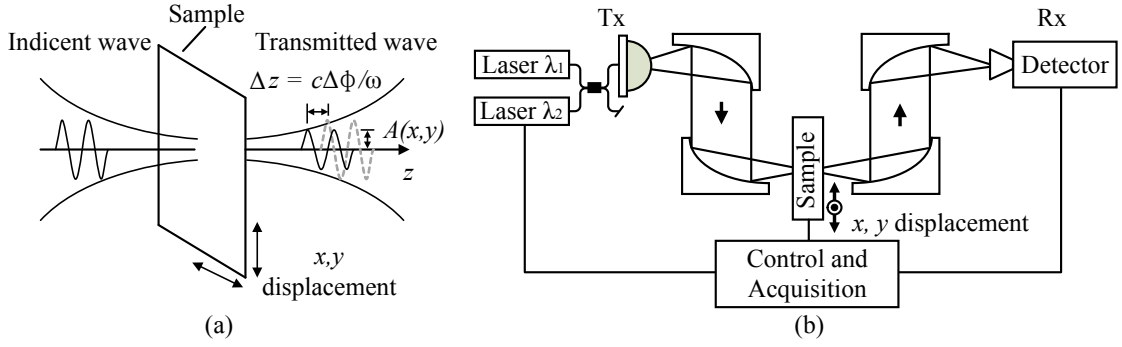 Sample
Indicent wave
Transmitted wave
Δz = cΔϕ/ω
A(x,y)
z
x,y
displacement
(a)
Tx
Rx
Laser λ1
Laser λ2
Detector
Sample
x, y displacement
Control and
Acquisition
(b)